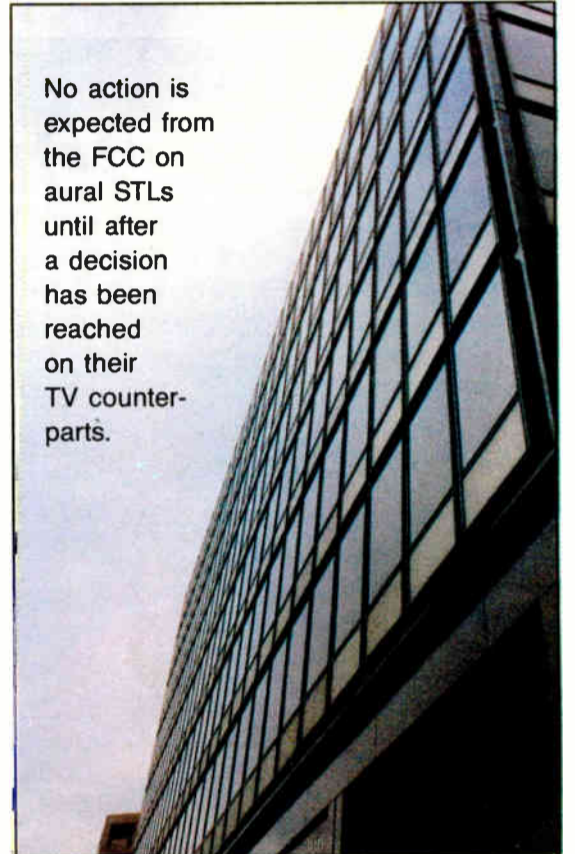 No action is
expected from
the FCC on
aural STLs
until after
a decision
has been
reached
on their
TV counter-
parts.